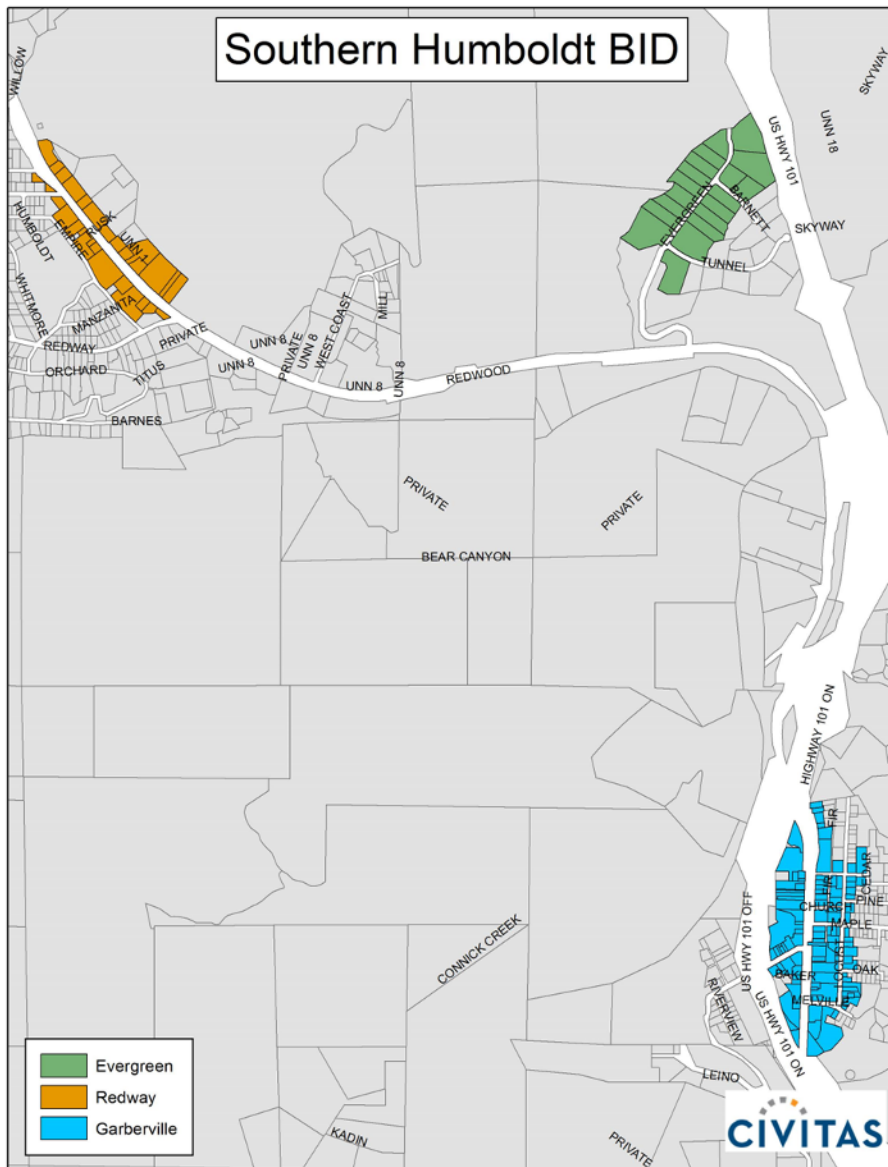 Southern Humboldt BID
WILLOW
SKYWAY
US HWY 101
UNN 18
HUMBOLDT
EMPIRE
RUSK
UNN 1
EVERGREEN
BARNETT
SKYWAY
TUNNEL
WHITMORE
MANZANITA
PRIVATE
REDWAY
ORCHARD
TITUS
BARNES
UNN 8
UNN 8
PRIVATE
UNN 8
WEST COAST
MILL
UNN 8
UNN 8
REDWOOD
PRIVATE
PRIVATE
BEAR CANYON
HIGHWAY 101 ON
FIR
FIR
CEDAR
CHURCH
PINE
MAPLE
LOCUST
OAK
BAKER
MELVILLE
US HWY 101 OFF
US HWY 101 ON
RIVERVIEW
CONNICK CREEK
LEINO
KADIN
PRIVATE
Evergreen
Redway
Garberville
CIVITAS